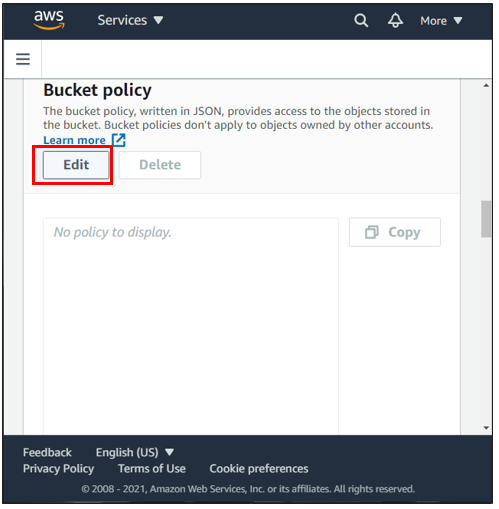 aws Services More
Bucket policy
The bucket policy, written in JSON, provides access to the objects stored in
the bucket. Bucket policies don't apply to objects owned by other accounts.
Learn more
Edit Delete
No policy to display. Copy
Feedback English (US)
Privacy Policy Terms of Use Cookie preferences
© 2008 - 2021, Amazon Web Services, Inc. or its affiliates. All rights reserved.